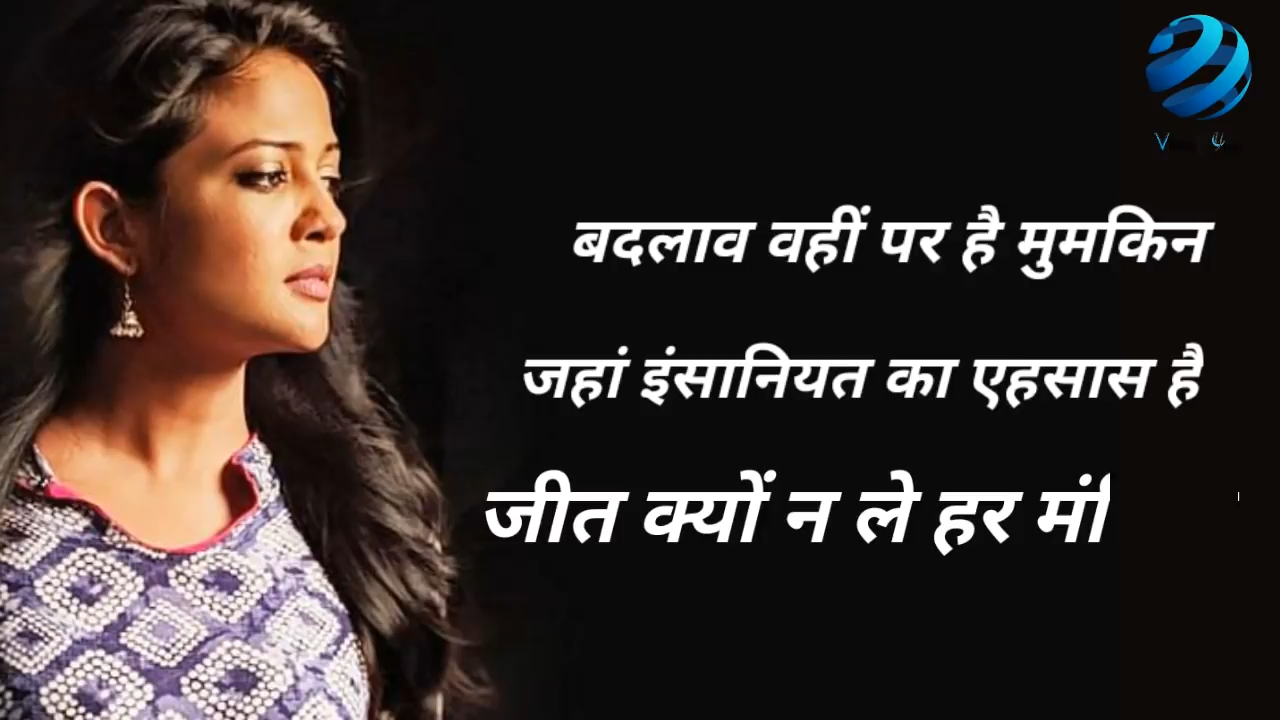 बदलाव वहीं पर है मुमकिन
जहां इंसानियत का एहसास है
जीत क्यों न ले हर